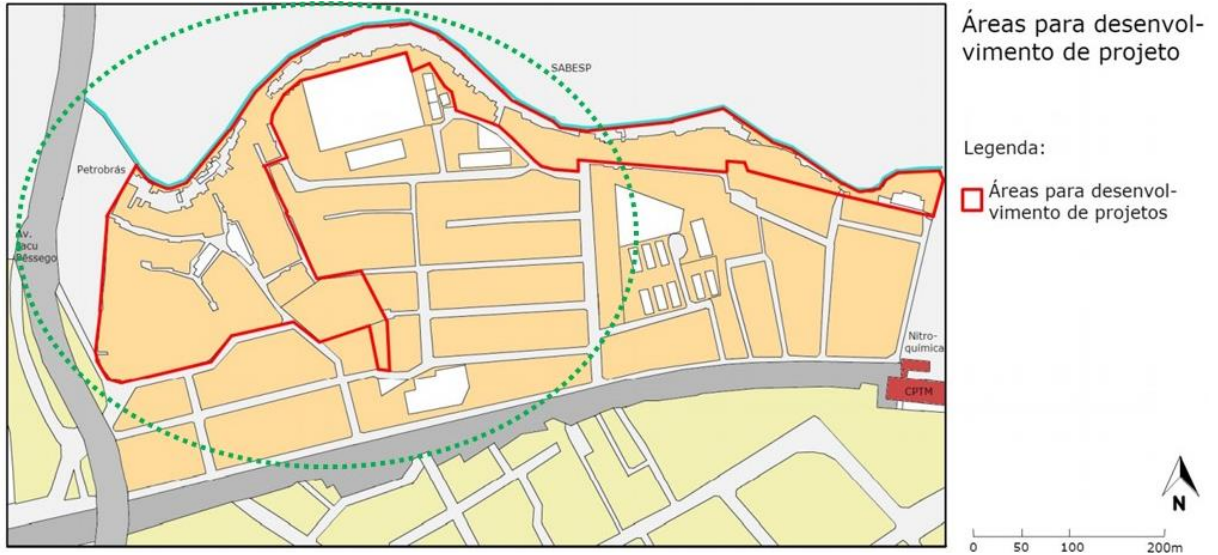 Áreas para desenvol-
vimento de projeto
SABESP
Legenda:
Petrobrás
Áreas para desenvol-
vimento de projetos
Av.
Jacu
Pêssego
Nitro-
química
CPTM
N
0 50 100 200m